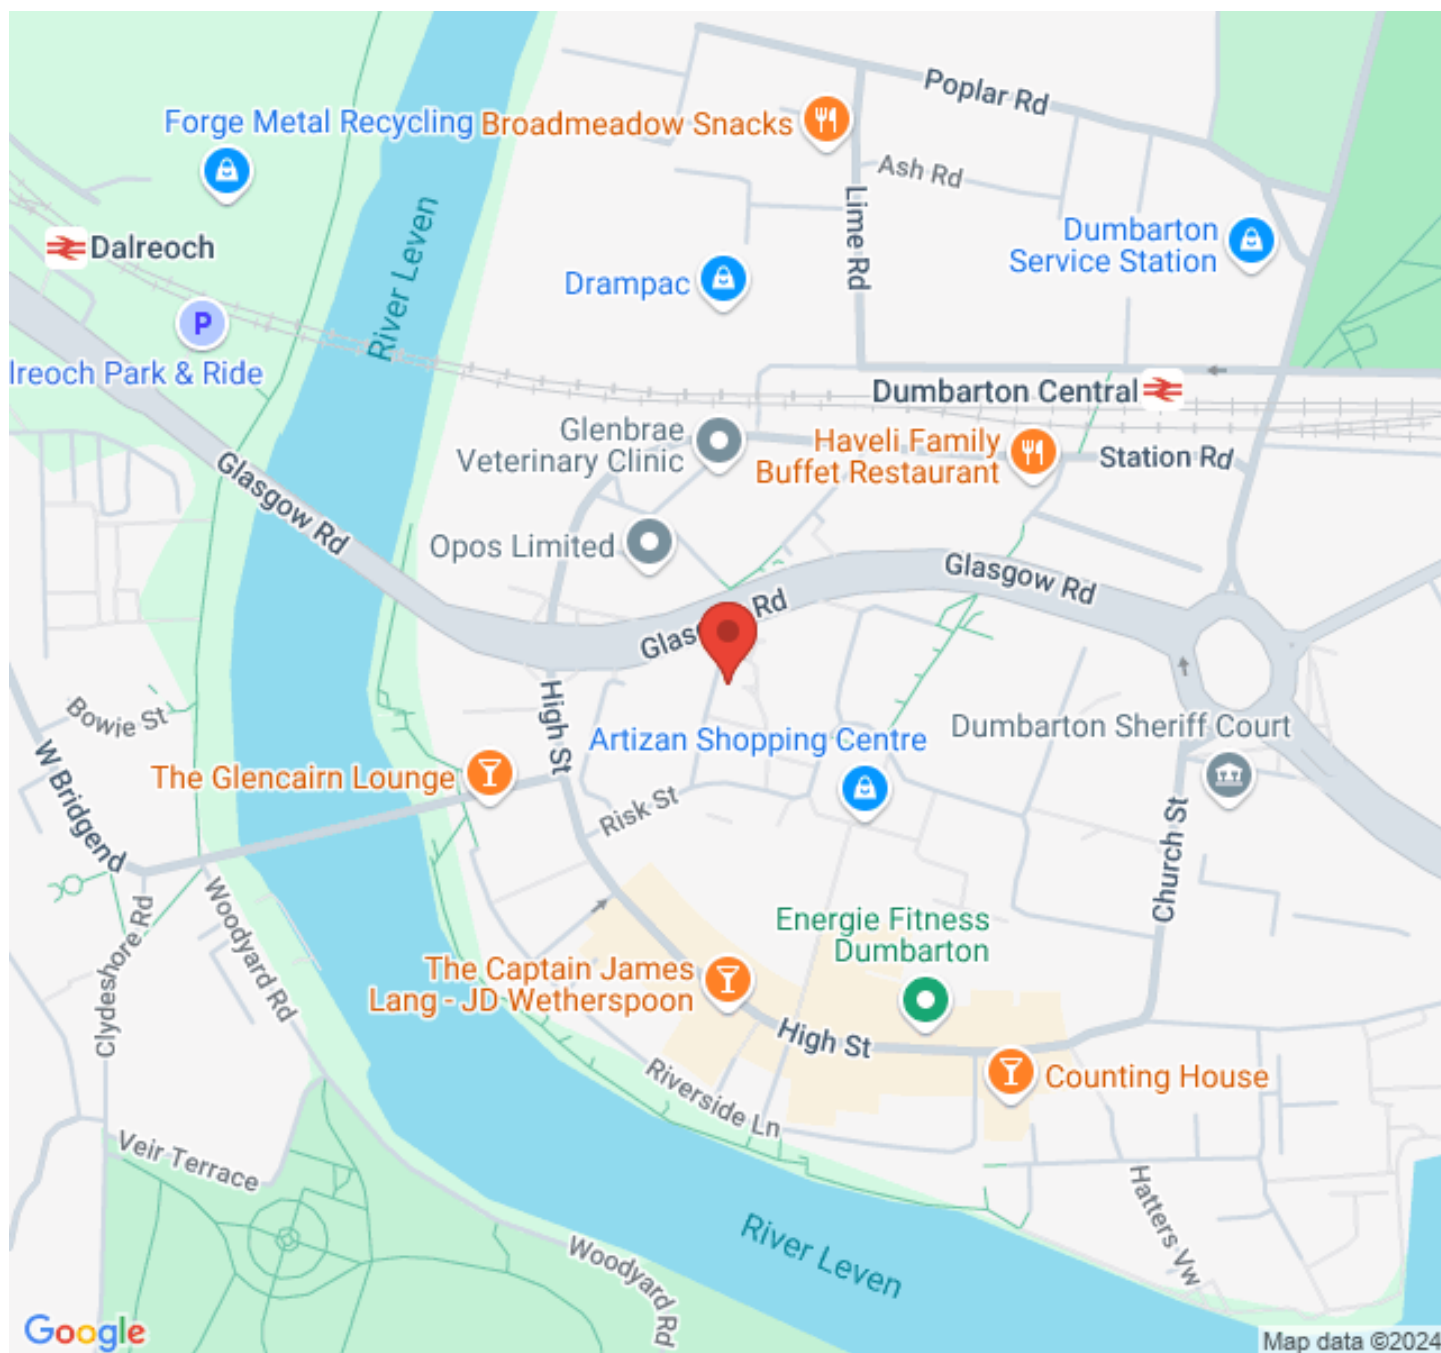 Poplar Rd
Forge Metal Recycling
Broadmeadow Snacks
Ash Rd
Lime Rd
River Leven
Dalreoch
Dumbarton
Service Station
Drampac
P
lreoch Park & Ride
Dumbarton Central
Glenbrae
Veterinary Clinic
Haveli Family
Buffet Restaurant
Station Rd
Glasgow Rd
Opos Limited
Glasgow Rd
Glasg Rd
High St
Bowie St
Artizan Shopping Centre
Dumbarton Sheriff Court
W Bridgend
The Glencairn Lounge
Risk St
Church St
Woodyard Rd
Clydeshore Rd
Energie Fitness
Dumbarton
The Captain James
Lang - JD Wetherspoon
High St
Riverside Ln
Counting House
Veir Terrace
Hatters Vw
River Leven
Woodyard Rd
Google
Map data ©2024